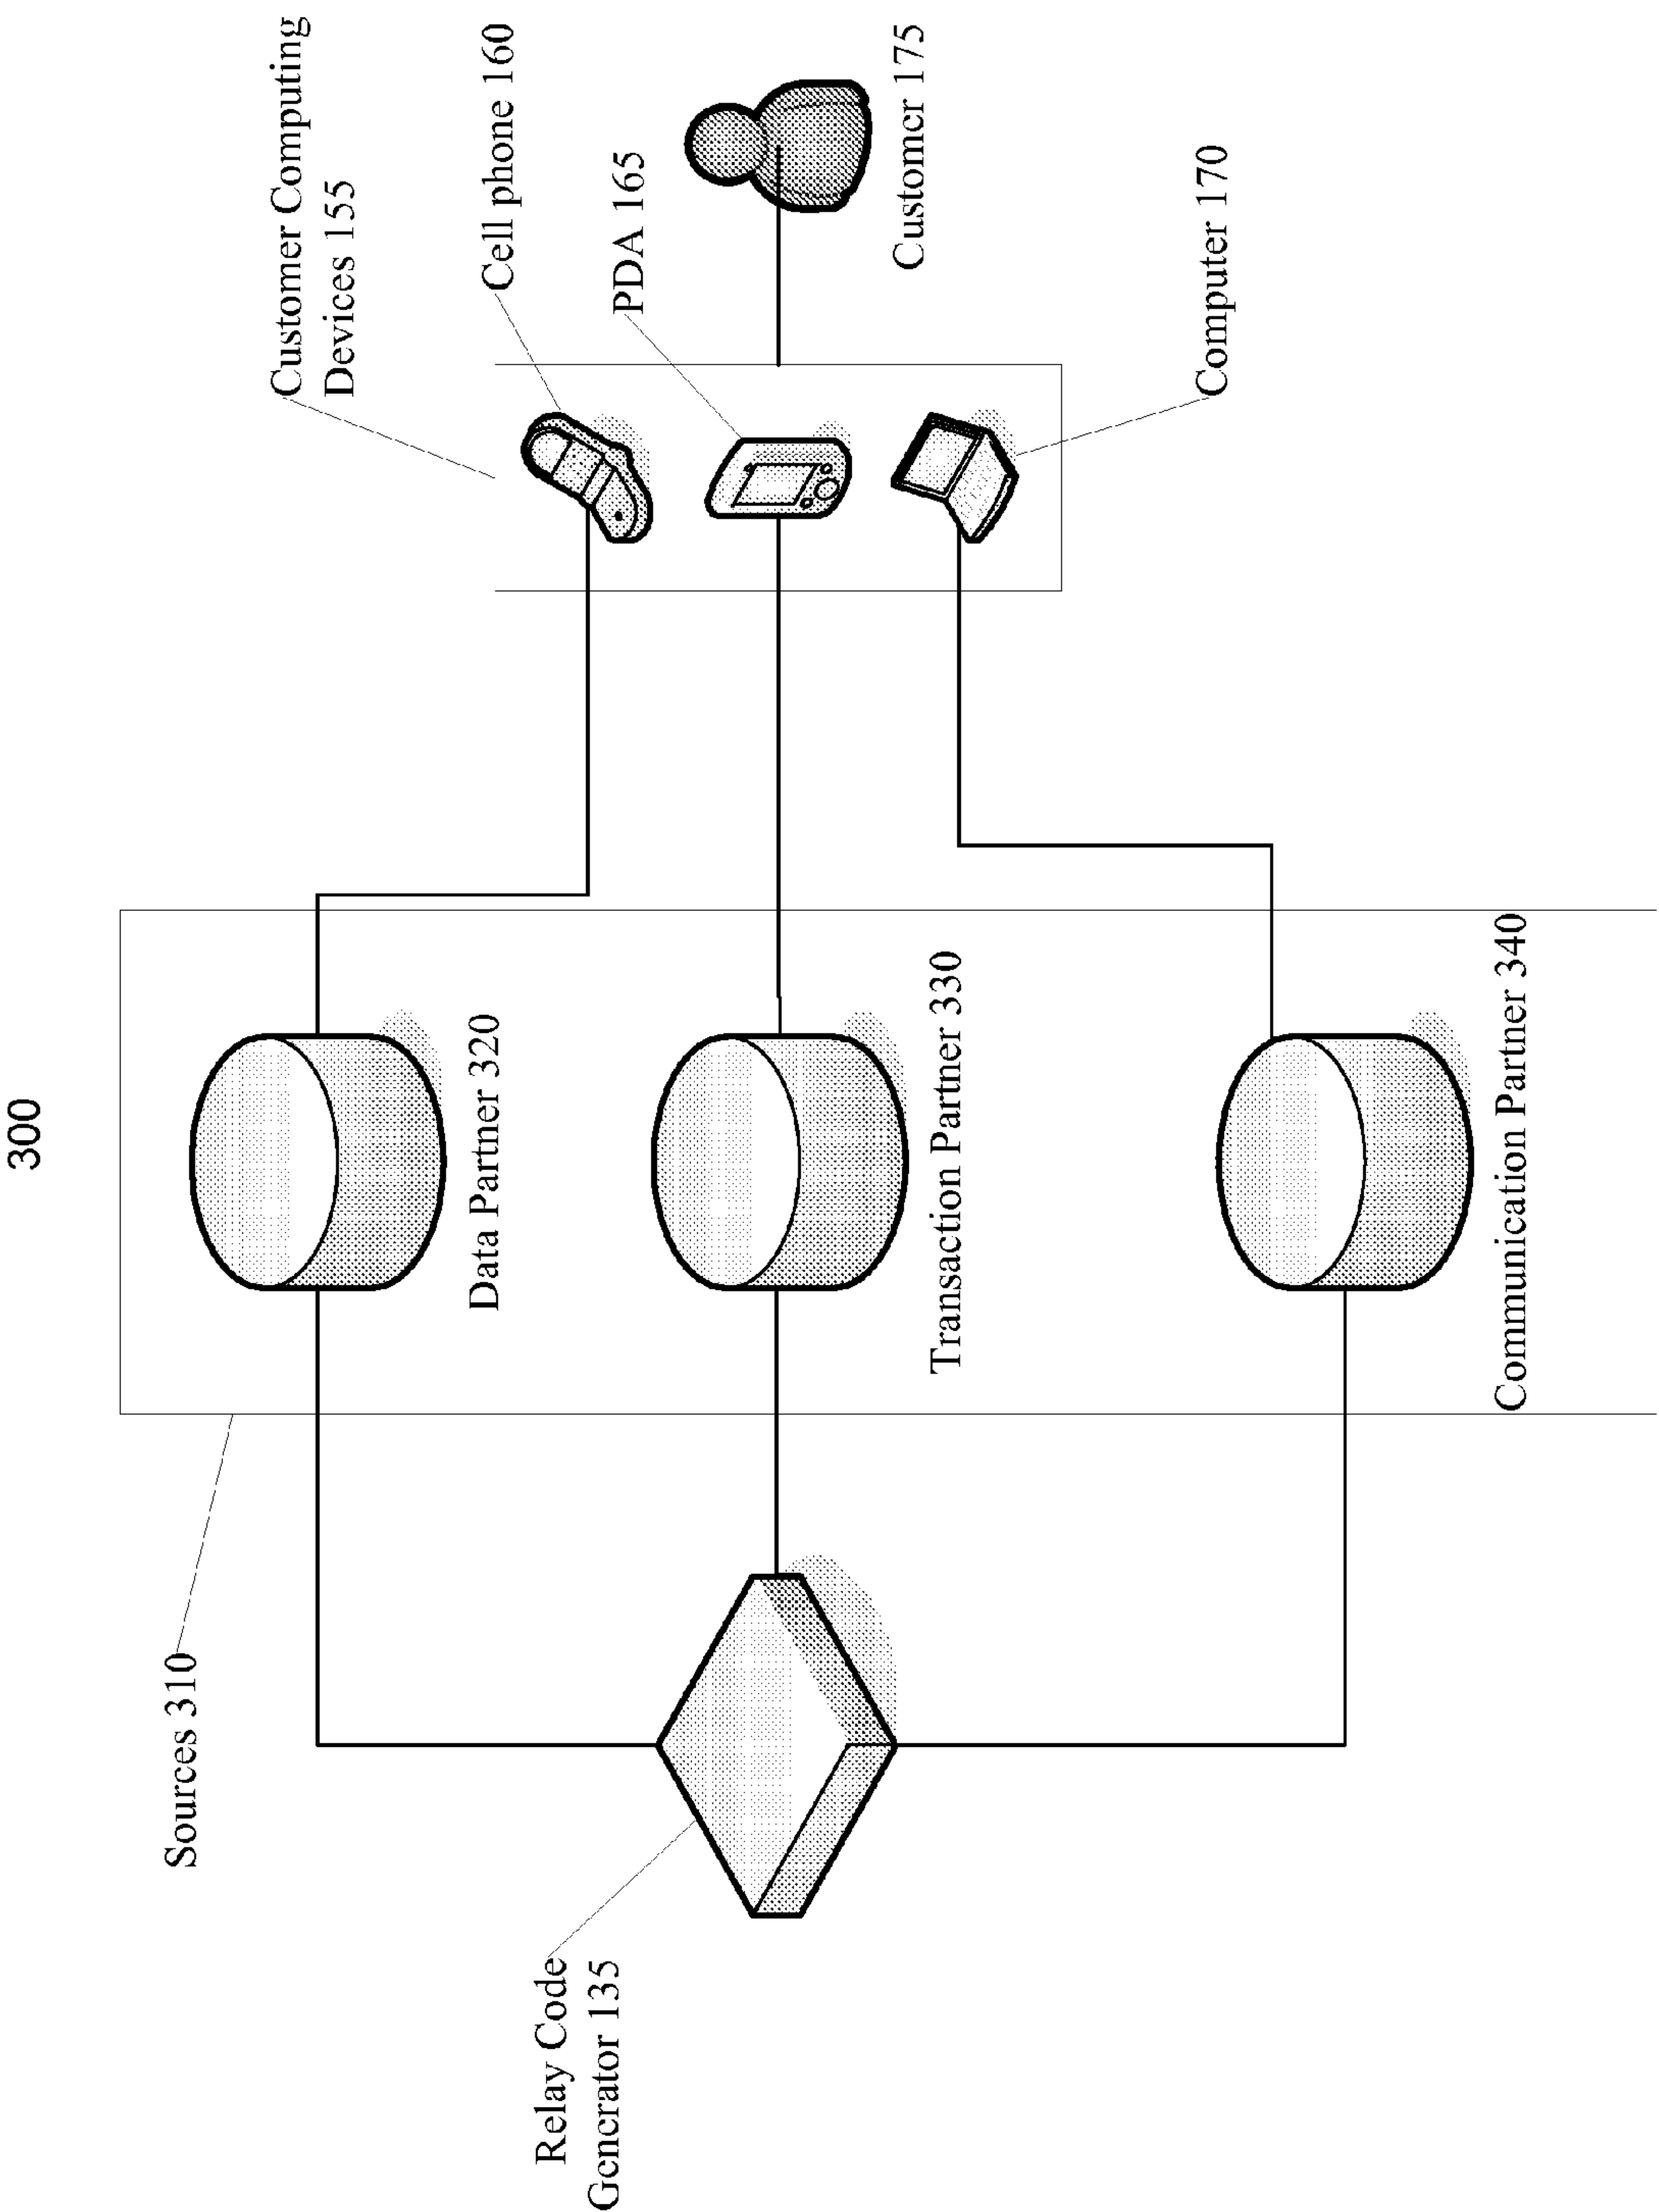 300
Sources 310
Relay Code
Generator 135
Data Partner 320
Transaction Partner 330
Communication Partner 340
Customer Computing
Devices 155
Cell phone 160
PDA 165
Customer 175
Computer 170